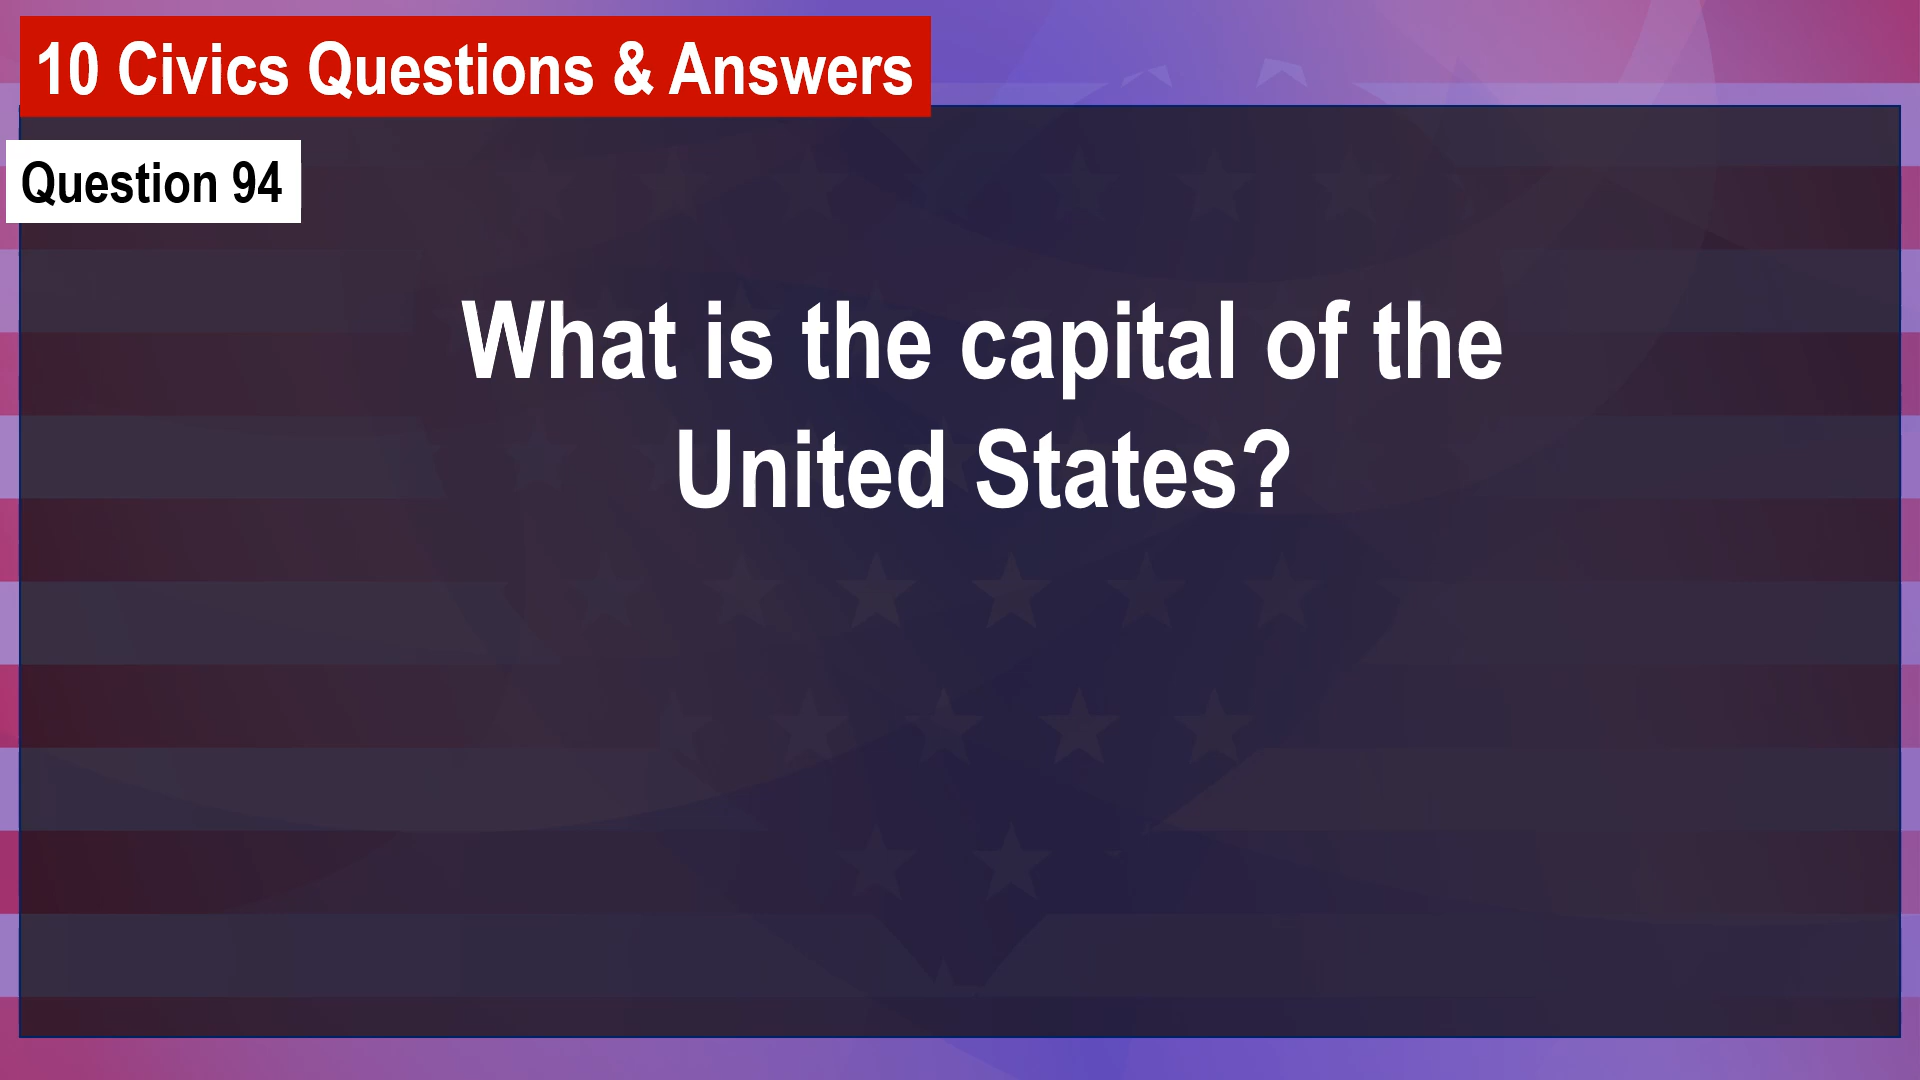 10 Civics Questions & Answers
Question 94
What is the capital of the
United States?